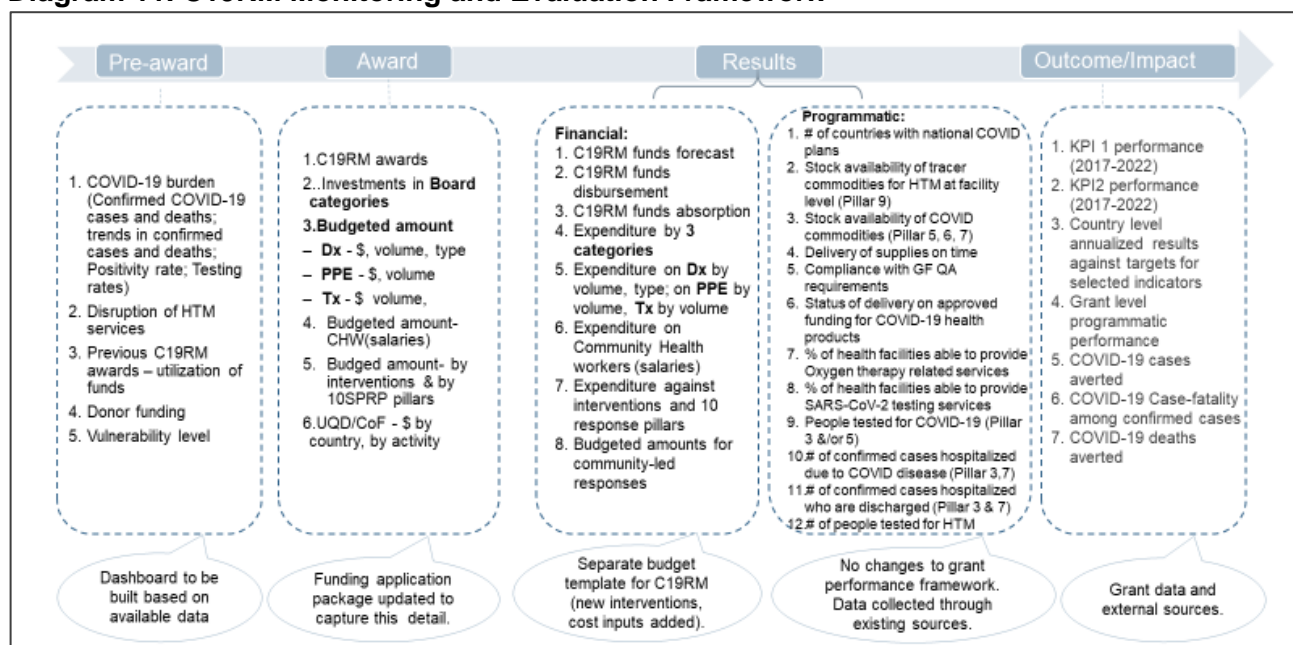 Pre-award
Award
Results
Outcome/Impact
1. COVID-19 burden
(Confirmed COVID-19
cases and deaths;
trends in confirmed
cases and deaths;
Positivity rate; Testing
rates)
2. Disruption of HTM
services
3. Previous C19RM
awards – utilization of
funds
4. Donor funding
5. Vulnerability level
1.C19RM awards
2..Investments in Board
categories
3.Budgeted amount
– Dx - $, volume, type
– PPE - $, volume
– Tx - $ volume,
4. Budgeted amount-
CHW(salaries)
5. Budged amount- by
interventions & by
10SPRP pillars
6.UQD/CoF - $ by
country, by activity
Financial:
1. C19RM funds forecast
2. C19RM funds
disbursement
3. C19RM funds absorption
4. Expenditure by 3
categories
5. Expenditure on Dx by
volume, type; on PPE by
volume, Tx by volume
6. Expenditure on
Community Health
workers (salaries)
7. Expenditure against
interventions and 10
response pillars
8. Budgeted amounts for
community-led
responses
Programmatic:
1. # of countries with national COVID
plans
2. Stock availability of tracer
commodities for HTM at facility
level (Pillar 9)
3. Stock availability of COVID
commodities (Pillar 5, 6, 7)
4. Delivery of supplies on time
5. Compliance with GF QA
requirements
6. Status of delivery on approved
funding for COVID-19 health
products
7. % of health facilities able to provide
Oxygen therapy related services
8. % of health facilities able to provide
SARS-CoV-2 testing services
9. People tested for COVID-19 (Pillar
3 &/or 5)
10.# of confirmed cases hospitalized
due to COVID disease (Pillar 3,7)
11.# of confirmed cases hospitalized
who are discharged (Pillar 3 & 7)
12.# of people tested for HTM
1. KPI 1 performance
(2017-2022)
2. KPI2 performance
(2017-2022)
3. Country level
annualized results
against targets for
selected indicators
4. Grant level
programmatic
performance
5. COVID-19 cases
averted
6. COVID-19 Case-fatality
among confirmed cases
7. COVID-19 deaths
averted
Dashboard to be
built based on
available data
Funding application
package updated to
capture this detail.
Separate budget
template for C19RM
(new interventions,
cost inputs added).
No changes to grant
performance framework.
Data collected through
existing sources.
Grant data and
external sources.